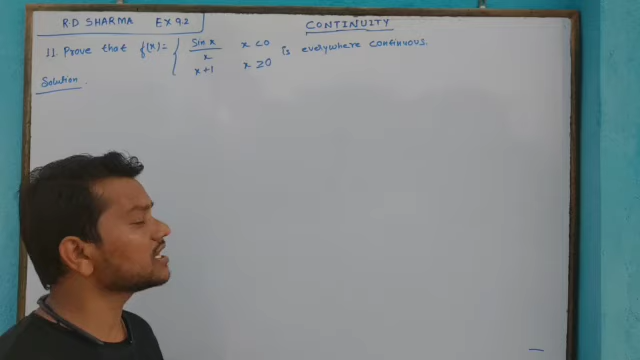 R.D SHARMA EX 9.2
CONTINUITY
11. Prove that f(x) = { sin x / x x < 0 is everywhere continuous.
x+1 x ≥ 0
Solution